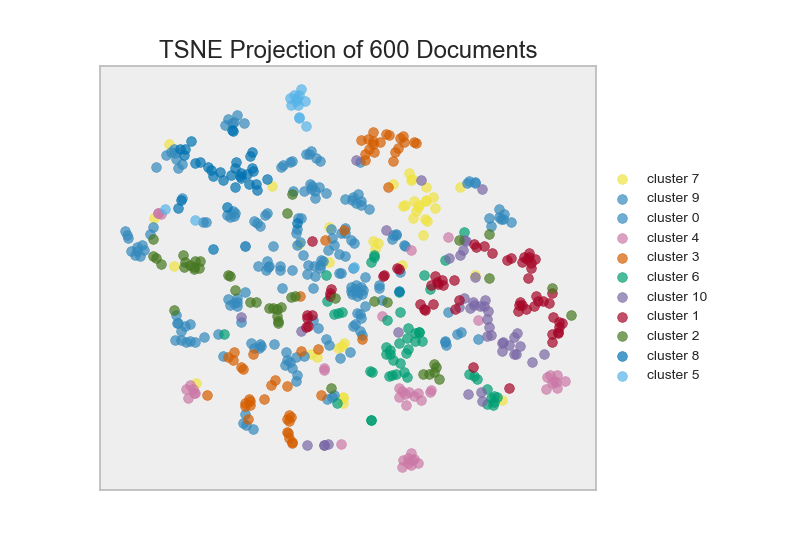 TSNE Projection of 600 Documents
cluster 7
cluster 9
cluster 0
cluster 4
cluster 3
cluster 6
cluster 10
cluster 1
cluster 2
cluster 8
cluster 5